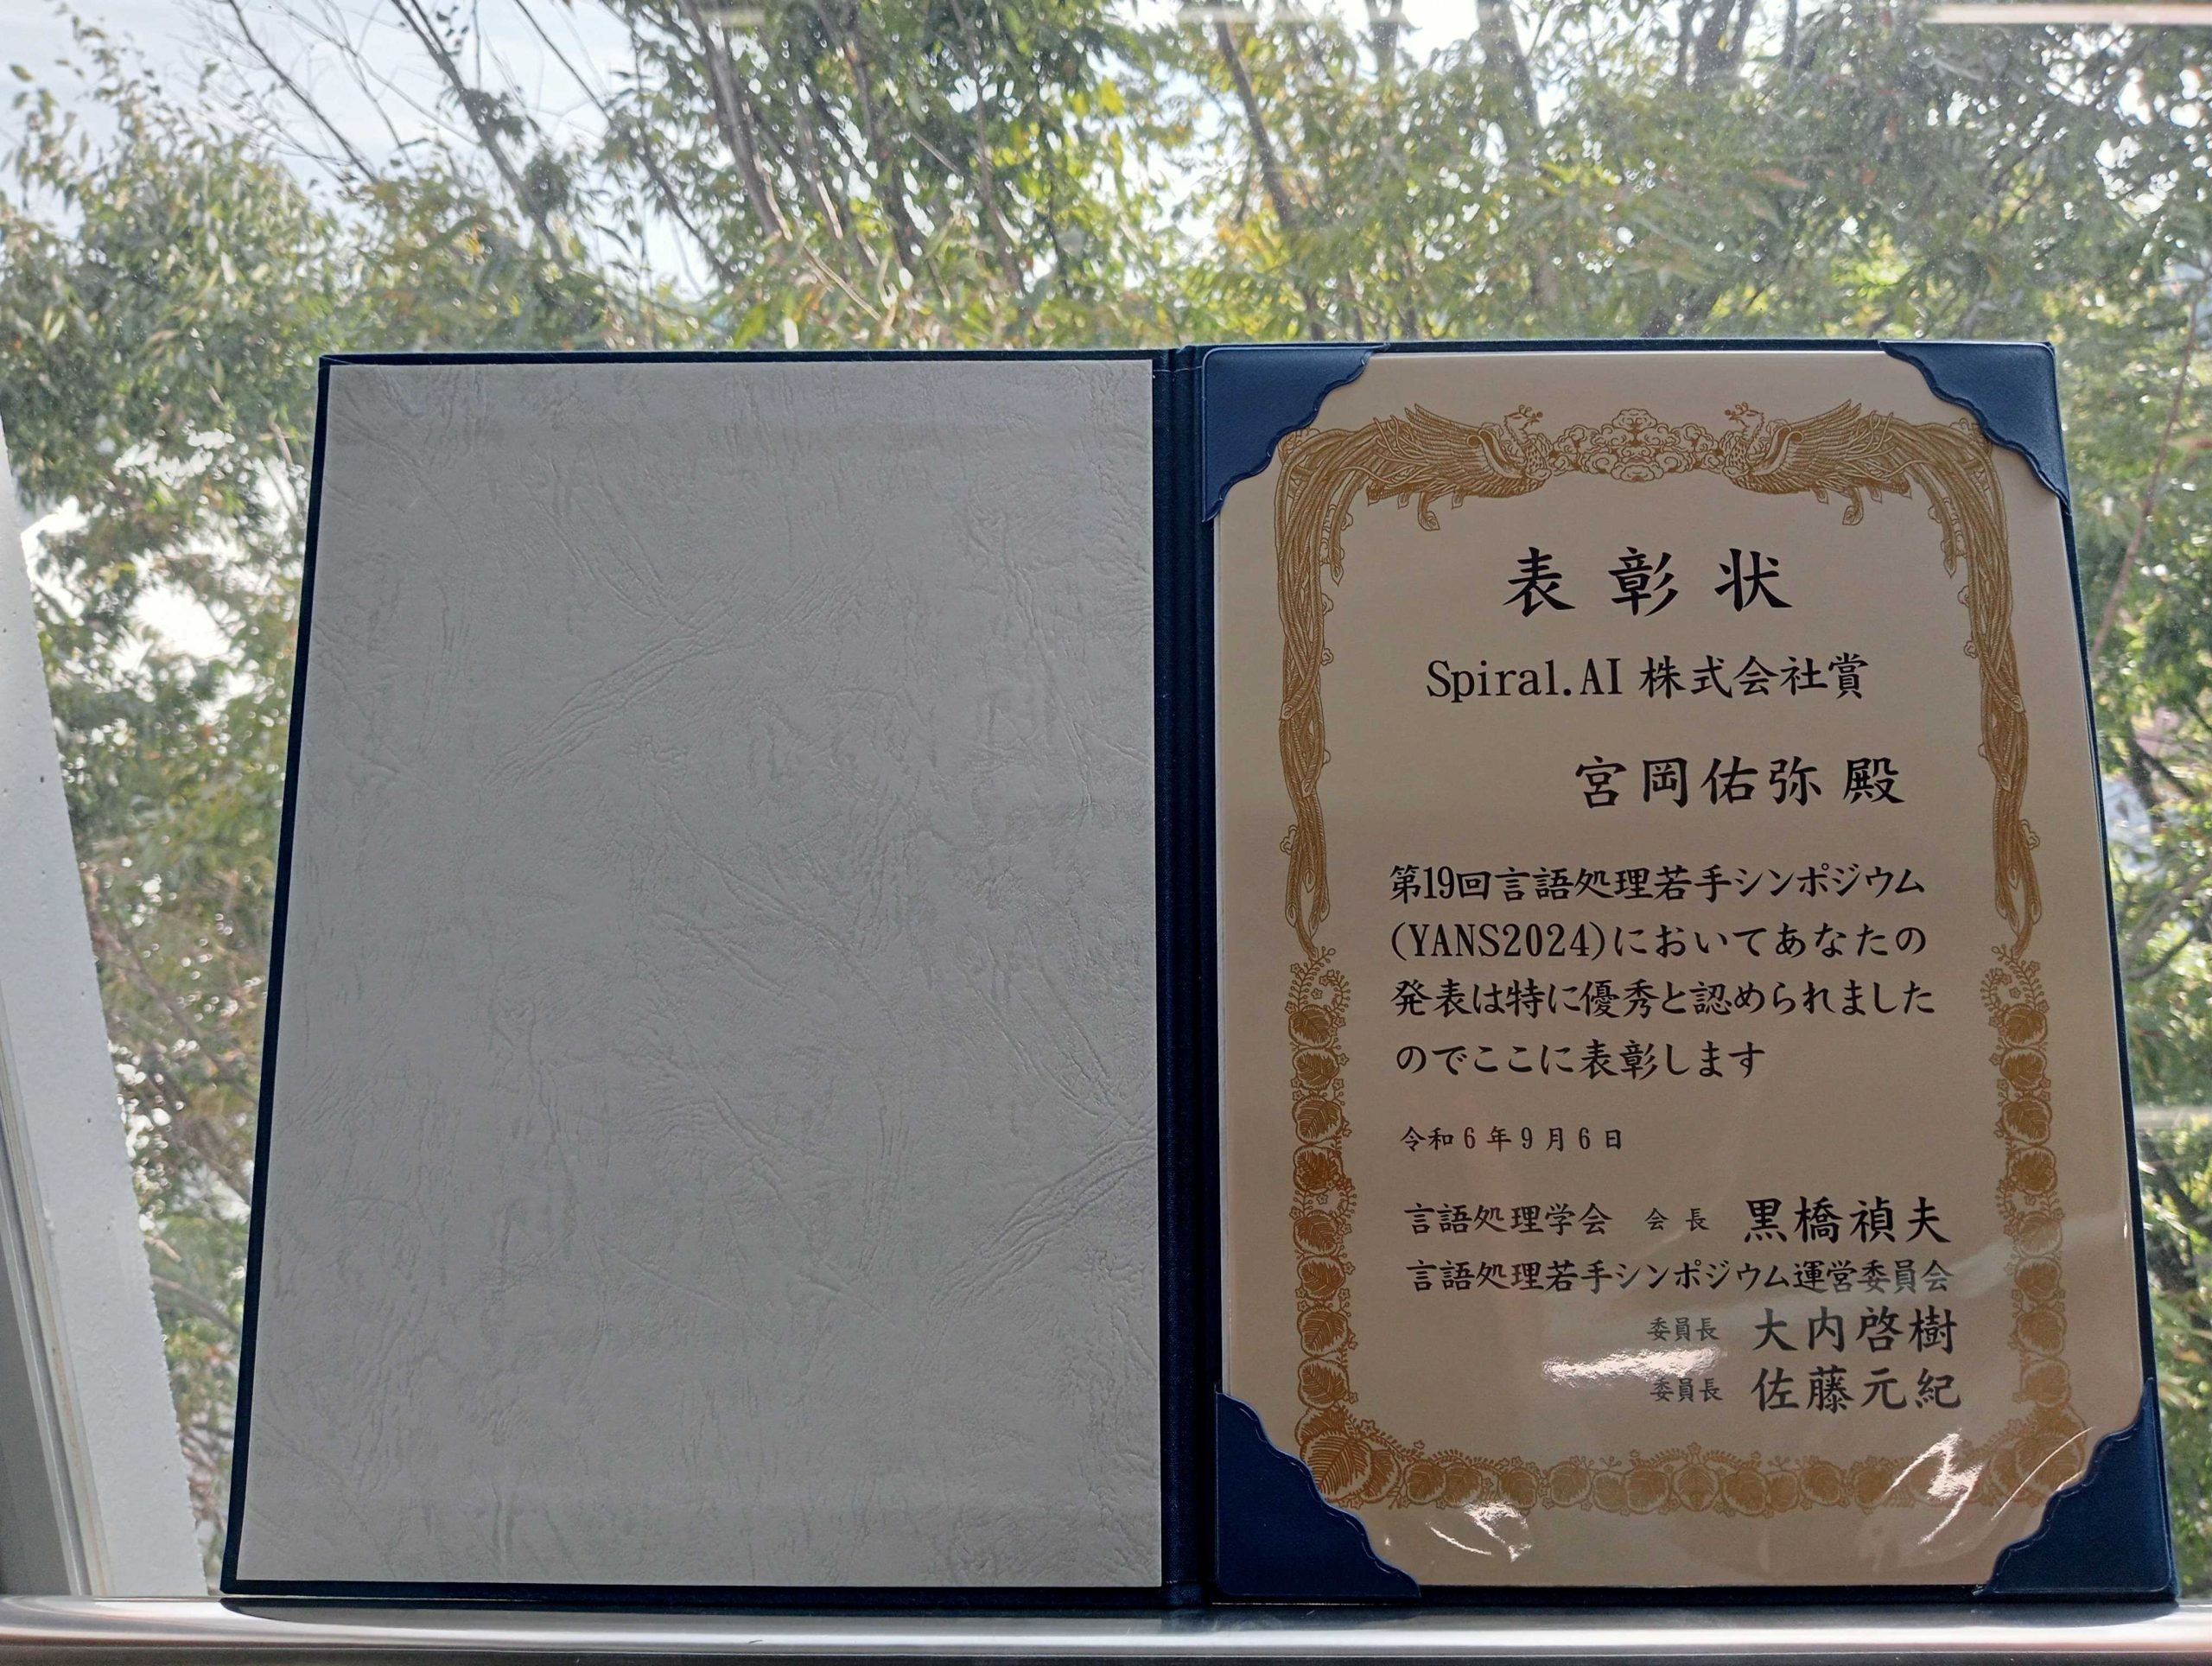 表彰状
Spiral.AI 株式会社賞
宮岡佑弥 殿
第19回言語処理若手シンポジウム
(YANS2024)においてあなたの
発表は特に優秀と認められました
のでここに表彰します
令和6年9月6日
言語処理学会 会長 黒橋禎夫
言語処理若手シンポジウム運営委員会
委員長 大内啓樹
委員長 佐藤元紀